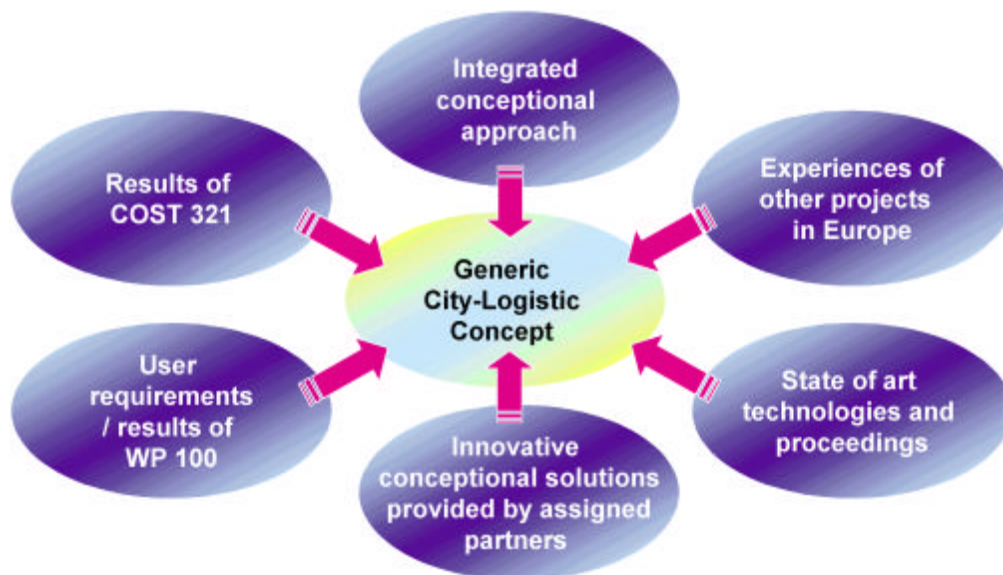 Integrated
conceptional
approach
Results of
COST 321
Experiences of
other projects
in Europe
Generic
City-Logistic
Concept
User
requirements
/ results of
WP 100
State of art
technologies and
proceedings
Innovative
conceptional solutions
provided by assigned
partners